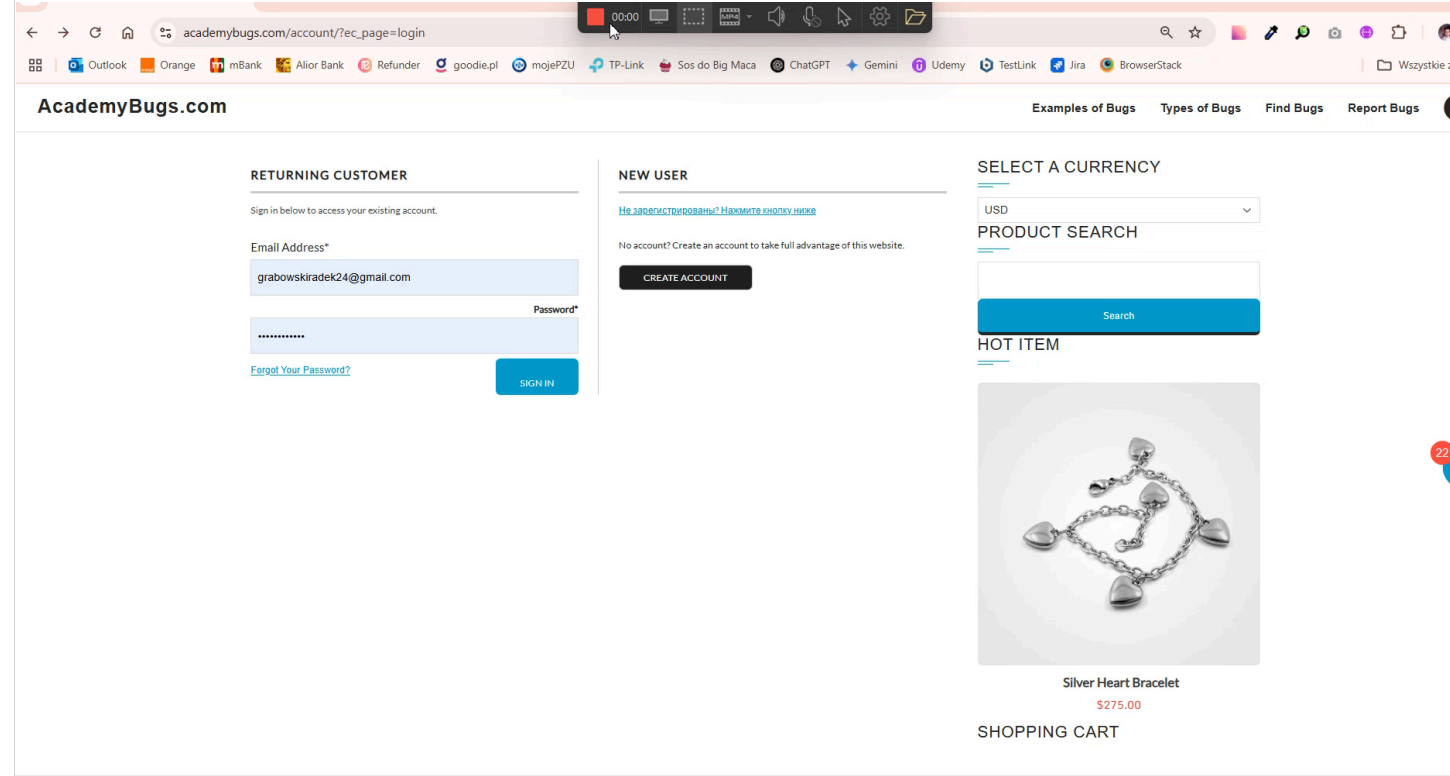 00:00
MP4
academybugs.com/account/?ec_page=login
Outlook Orange mBank Alior Bank Refunder goodie.pl mojePZU TP-Link Sos do Big Maca ChatGPT Gemini Udemy TestLink Jira BrowserStack
AcademyBugs.com
Examples of Bugs Types of Bugs Find Bugs Report Bugs
RETURNING CUSTOMER
Sign in below to access your existing account.
Email Address*
grabowskiradek24@gmail.com
Password*
Forgot Your Password?
SIGN IN
NEW USER
Не зарегистрированы? Нажмите кнопку ниже
No account? Create an account to take full advantage of this website.
CREATE ACCOUNT
SELECT A CURRENCY
USD
PRODUCT SEARCH
Search
HOT ITEM
22
Silver Heart Bracelet
$275.00
SHOPPING CART